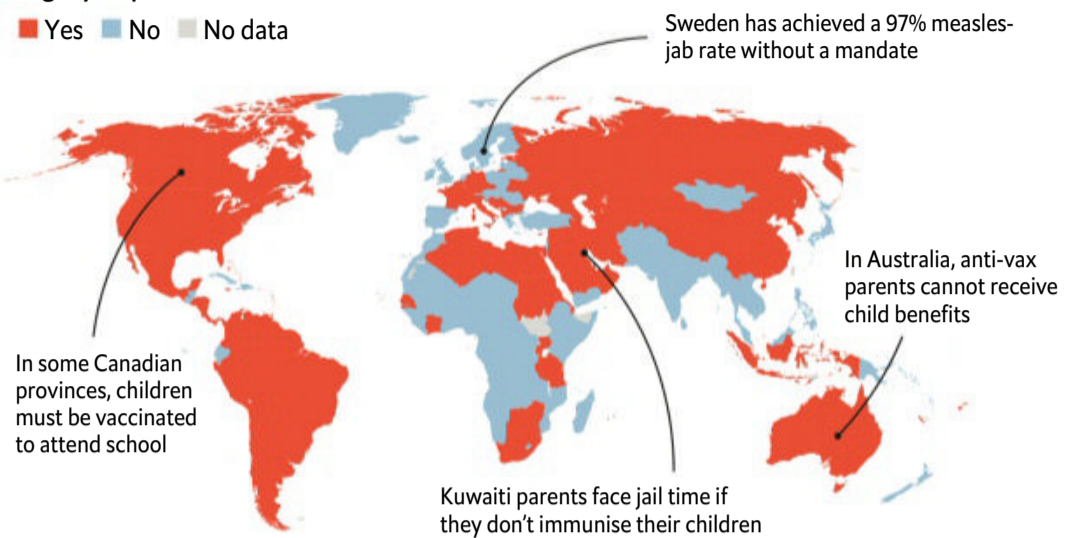 Yes No No data
Sweden has achieved a 97% measles-
jab rate without a mandate
In Australia, anti-vax
parents cannot receive
child benefits
In some Canadian
provinces, children
must be vaccinated
to attend school
Kuwaiti parents face jail time if
they don’t immunise their children